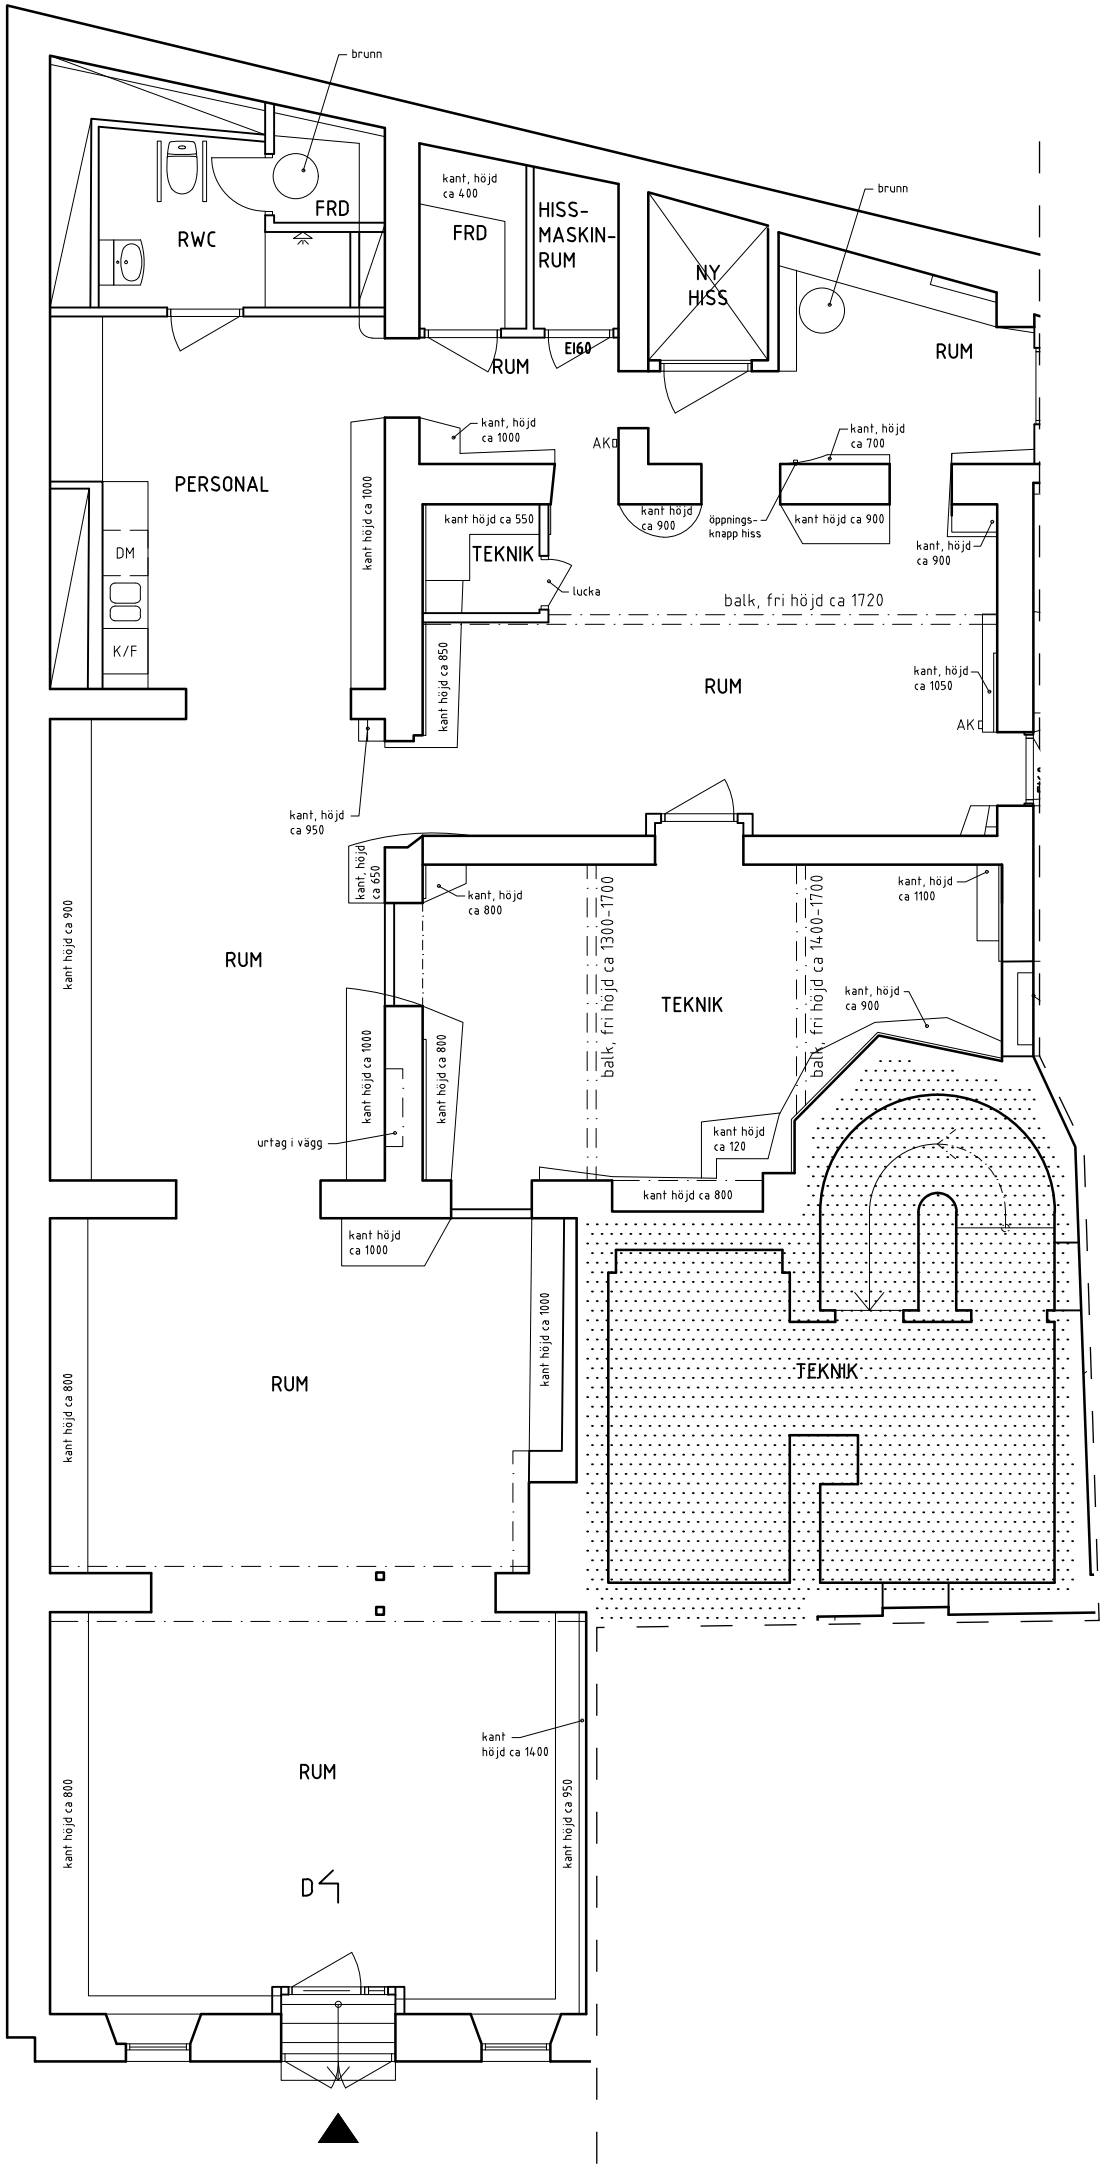 brunn
kant, höjd
ca 400
FRD
FRD
RWC
HISS-
MASKIN-
RUM
brunn
NY
HISS
RUM
EI60
RUM
kant, höjd
ca 1000
AK
kant, höjd
ca 700
PERSONAL
kant höjd ca 1000
kant höjd ca 550
kant höjd
ca 900
öppnings-
knapp hiss
kant höjd ca 900
kant, höjd
ca 900
DM
TEKNIK
lucka
balk, fri höjd ca 1720
K/F
kant höjd ca 850
RUM
kant, höjd
ca 1050
AK
kant, höjd
ca 950
kant, höjd
ca 650
kant, höjd
ca 800
balk, fri höjd ca 1300-1700
balk, fri höjd ca 1400-1700
kant, höjd
ca 1100
kant höjd ca 900
RUM
TEKNIK
kant, höjd
ca 900
kant höjd ca 1000
kant höjd ca 800
urtag i vägg
kant höjd
ca 120
kant höjd ca 800
kant höjd
ca 1000
kant höjd ca 1000
kant höjd ca 800
RUM
TEKNIK
kant
höjd ca 1400
RUM
kant höjd ca 800
kant höjd ca 950
D